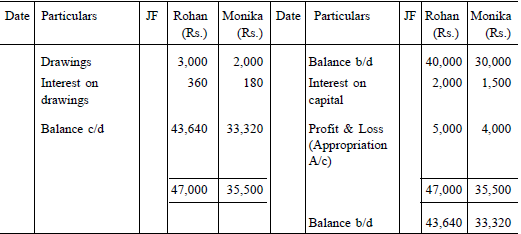 Date Particulars JF Rohan Monika Date Particulars JF Rohan Monika
(Rs.) (Rs.) (Rs.) (Rs.)
Drawings 3,000 2,000 Balance b/d 40,000 30,000
Interest on 360 180 Interest on 2,000 1,500
drawings capital
Balance c/d 43,640 33,320 Profit & Loss 5,000 4,000
(Appropriation
A/c)
47,000 35,500 47,000 35,500
Balance b/d 43,640 33,320